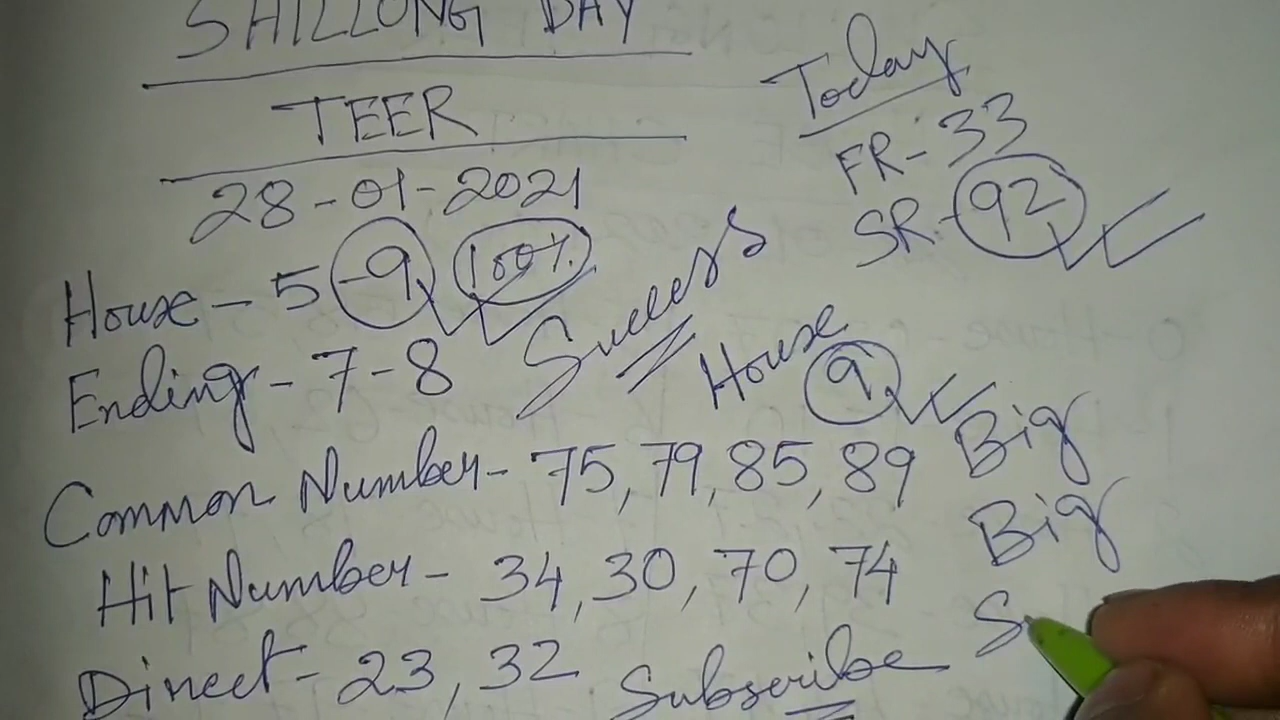 SHILLONG DAY
TEER
28-01-2021
Today
FR-33
SR-92
House - 5-9 100%
Success
Ending - 7-8
House
9
Common Number - 75, 79, 85, 89
Big
Hit Number - 34, 30, 70, 74
Big
Direct - 23, 32 Subscribe